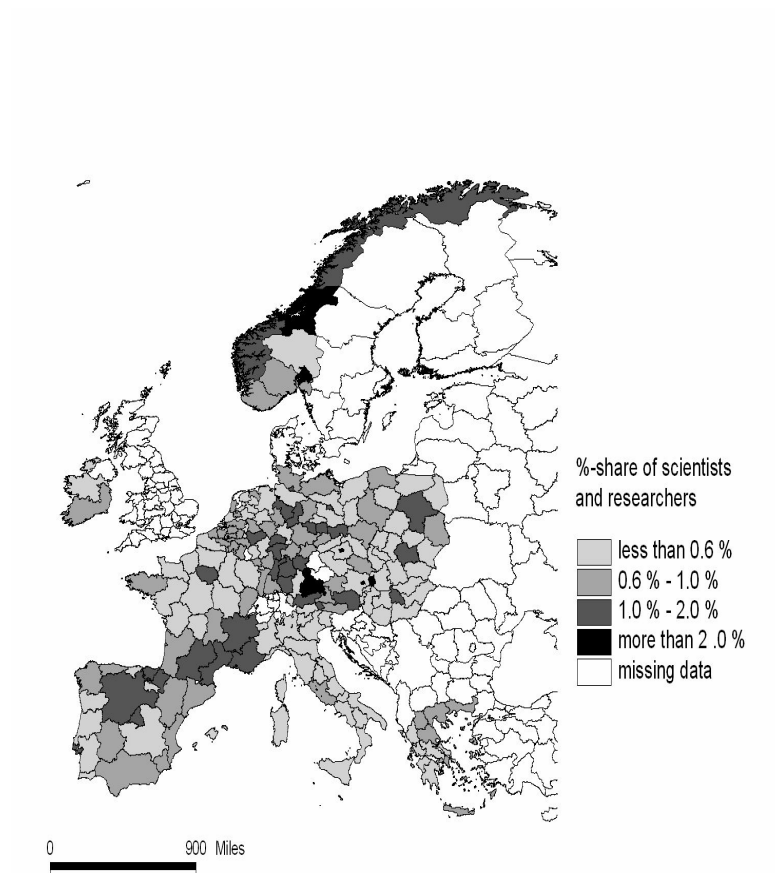 %-share of scientists
and researchers
less than 0.6 %
0.6 % - 1.0 %
1.0 % - 2.0 %
more than 2 .0 %
missing data
0 900 Miles